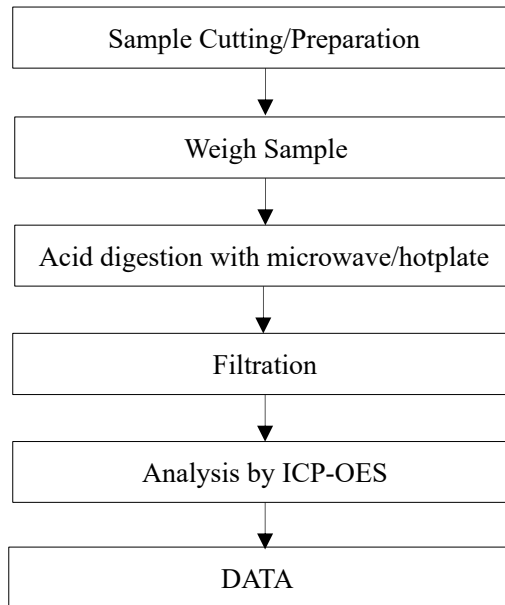 Sample Cutting/Preparation
Weigh Sample
Acid digestion with microwave/hotplate
Filtration
Analysis by ICP-OES
DATA